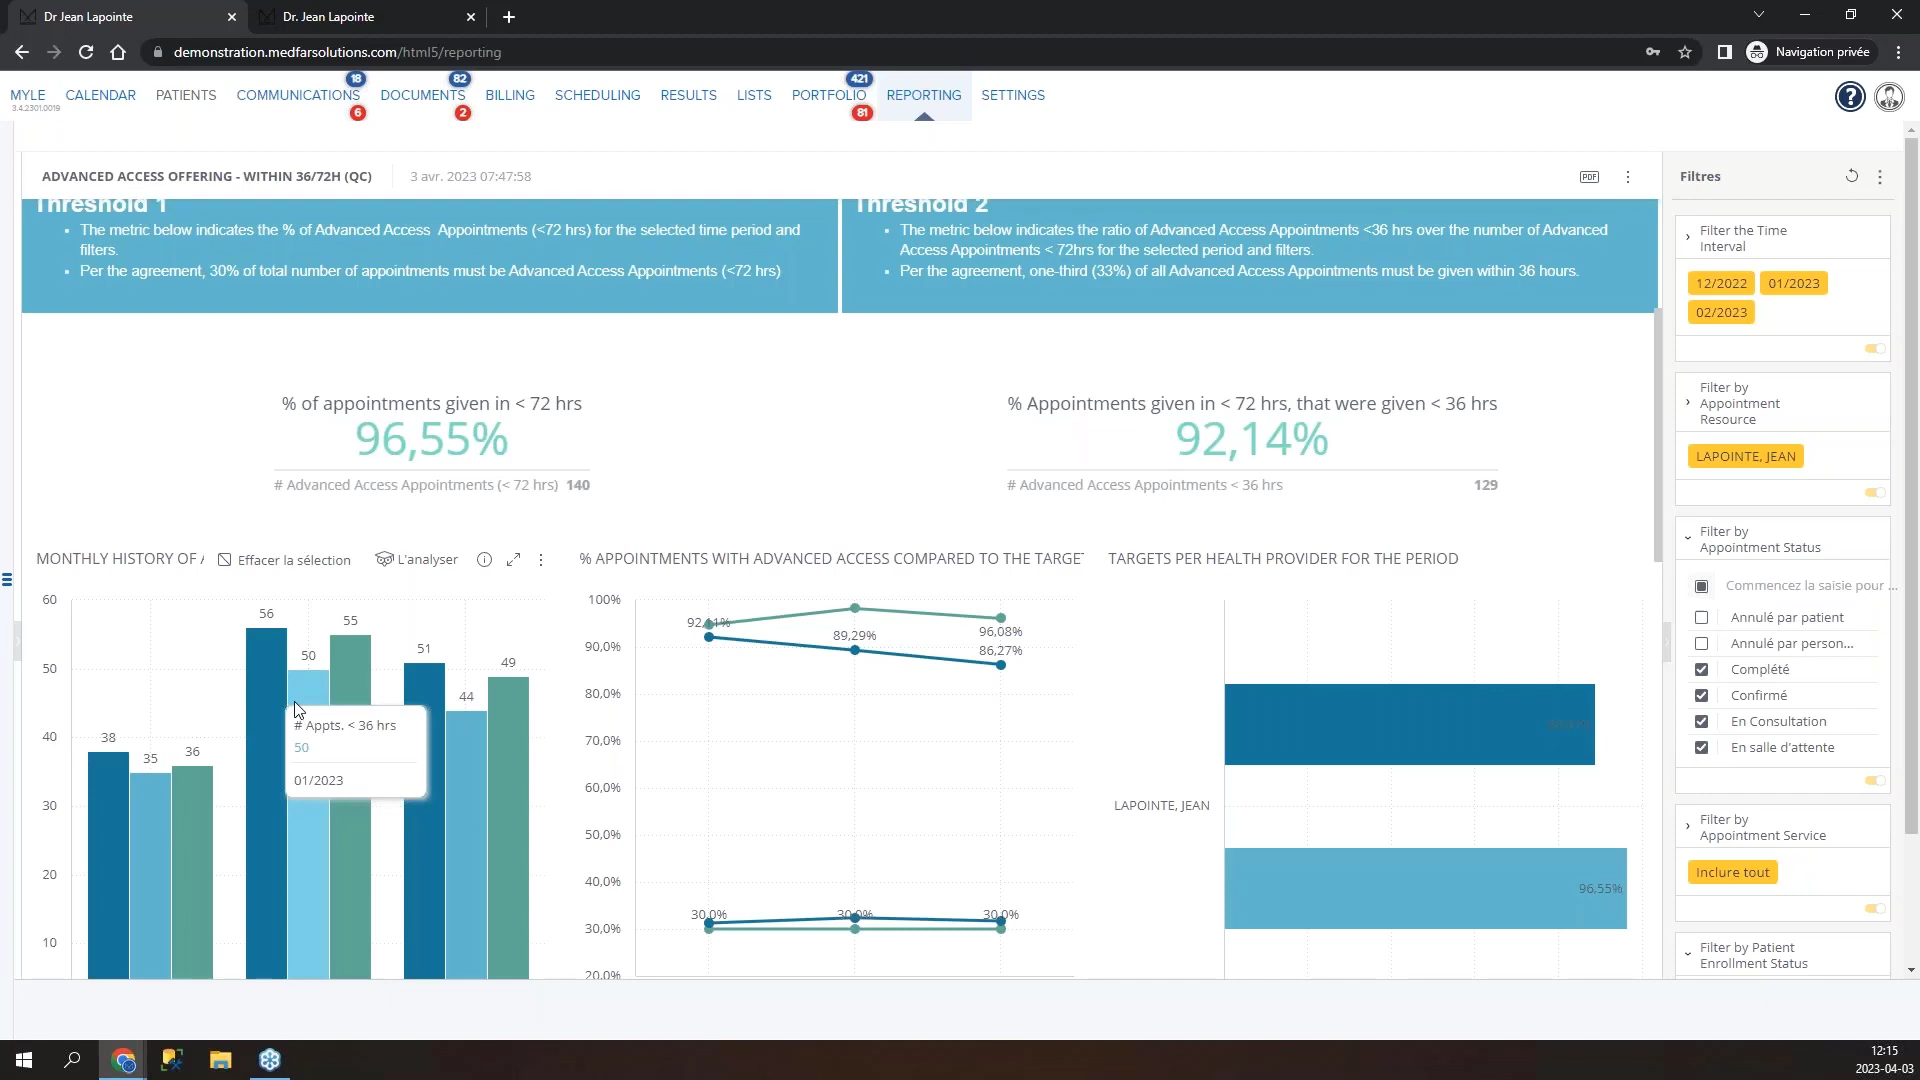 Dr Jean Lapointe
Dr. Jean Lapointe
demonstration.medfarsolutions.com/html5/reporting
Navigation privée
MYLE
3.4.2301.0019
CALENDAR
PATIENTS
COMMUNICATIONS
18
6
DOCUMENTS
82
2
BILLING
SCHEDULING
RESULTS
LISTS
PORTFOLIO
421
81
REPORTING
SETTINGS
?
ADVANCED ACCESS OFFERING - WITHIN 36/72H (QC)
3 avr. 2023 07:47:58
PDF
Threshold 1
• The metric below indicates the % of Advanced Access Appointments (<72 hrs) for the selected time period and
filters.
• Per the agreement, 30% of total number of appointments must be Advanced Access Appointments (<72 hrs)
Threshold 2
• The metric below indicates the ratio of Advanced Access Appointments <36 hrs over the number of Advanced
Access Appointments < 72hrs for the selected period and filters.
• Per the agreement, one-third (33%) of all Advanced Access Appointments must be given within 36 hours.
% of appointments given in < 72 hrs
96,55%
# Advanced Access Appointments (< 72 hrs) 140
% Appointments given in < 72 hrs, that were given < 36 hrs
92,14%
# Advanced Access Appointments < 36 hrs 129
MONTHLY HISTORY OF
Effacer la sélection
L'analyser
60
50
40
30
20
10
38
35
36
56
50
55
51
44
49
# Appts. < 36 hrs
50
01/2023
% APPOINTMENTS WITH ADVANCED ACCESS COMPARED TO THE TARGET
100%
90,0%
80,0%
70,0%
60,0%
50,0%
40,0%
30,0%
20,0%
92,11%
89,29%
96,08%
86,27%
30,0%
30,0%
30,0%
TARGETS PER HEALTH PROVIDER FOR THE PERIOD
LAPOINTE, JEAN
96,55%
Filtres
Filter the Time
Interval
12/2022
01/2023
02/2023
Filter by
Appointment
Resource
LAPOINTE, JEAN
Filter by
Appointment Status
Commencez la saisie pour ...
Annulé par patient
Annulé par person...
Complété
Confirmé
En Consultation
En salle d'attente
Filter by
Appointment Service
Inclure tout
Filter by Patient
Enrollment Status
12:15
2023-04-03